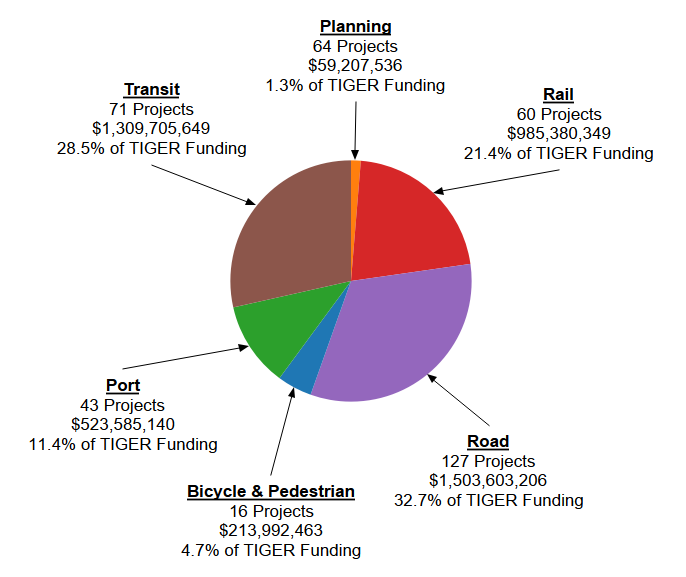 Planning
64 Projects
$59,207,536
1.3% of TIGER Funding
Transit
71 Projects
$1,309,705,649
28.5% of TIGER Funding
Rail
60 Projects
$985,380,349
21.4% of TIGER Funding
Port
43 Projects
$523,585,140
11.4% of TIGER Funding
Road
127 Projects
$1,503,603,206
32.7% of TIGER Funding
Bicycle & Pedestrian
16 Projects
$213,992,463
4.7% of TIGER Funding